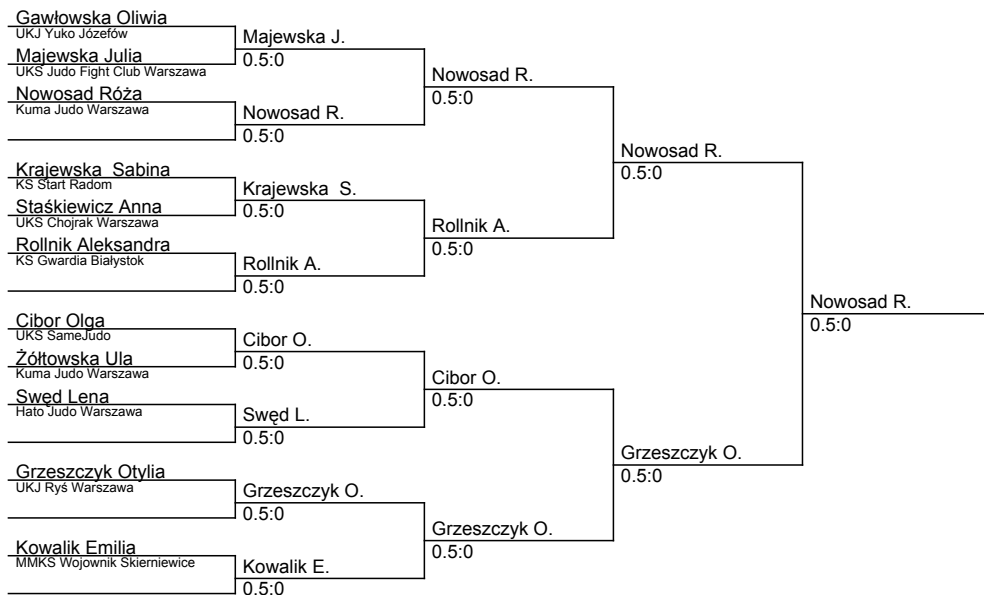 Gawłowska Oliwia
UKJ Yuko Józefów
Majewska Julia
UKS Judo Fight Club Warszawa
Nowosad Róża
Kuma Judo Warszawa
Krajewska  Sabina
KS Start Radom
Staśkiewicz Anna
UKS Chojrak Warszawa
Rollnik Aleksandra
KS Gwardia Białystok
Cibor Olga
UKS SameJudo
Żółtowska Ula
Kuma Judo Warszawa
Swęd Lena
Hato Judo Warszawa
Grzeszczyk Otylia
UKJ Ryś Warszawa
Kowalik Emilia
MMKS Wojownik Skierniewice
Majewska J.
0.5:0
Nowosad R.
0.5:0
Krajewska  S.
0.5:0
Rollnik A.
0.5:0
Cibor O.
0.5:0
Swęd L.
0.5:0
Grzeszczyk O.
0.5:0
Kowalik E.
0.5:0
Nowosad R.
0.5:0
Rollnik A.
0.5:0
Cibor O.
0.5:0
Grzeszczyk O.
0.5:0
Nowosad R.
0.5:0
Grzeszczyk O.
0.5:0
Nowosad R.
0.5:0